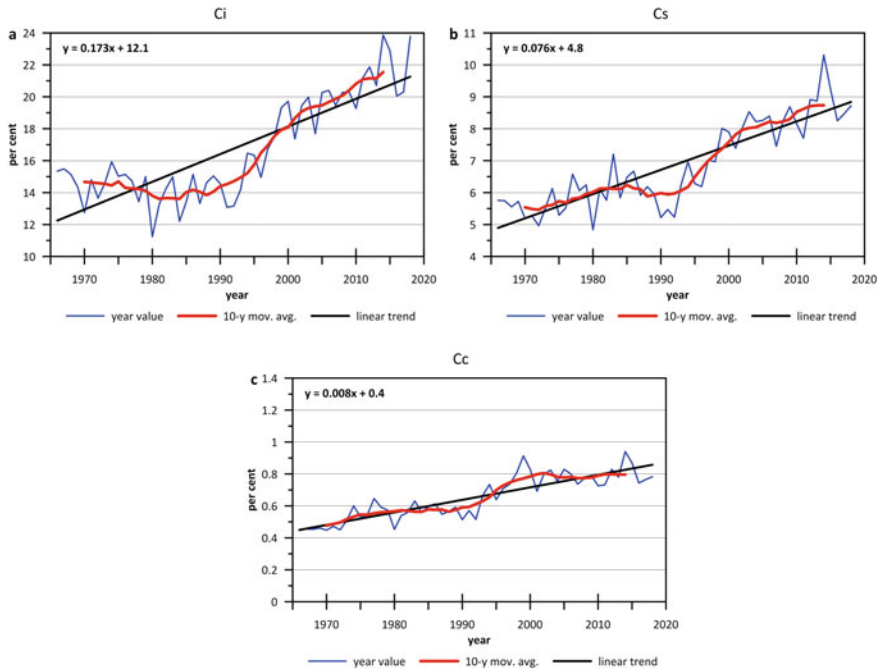 Ci
a
y = 0.173x + 12.1
24
22
20
18
16
14
12
10
per cent
1970 1980 1990 2000 2010 2020
year
year value 10-y mov. avg. linear trend
Cs
b
y = 0.076x + 4.8
11
10
9
8
7
6
5
4
per cent
1970 1980 1990 2000 2010 2020
year
year value 10-y mov. avg. linear trend
Cc
c
y = 0.008x + 0.4
1.4
1.2
1
0.8
0.6
0.4
0.2
0
per cent
1970 1980 1990 2000 2010 2020
year
year value 10-y mov. avg. linear trend